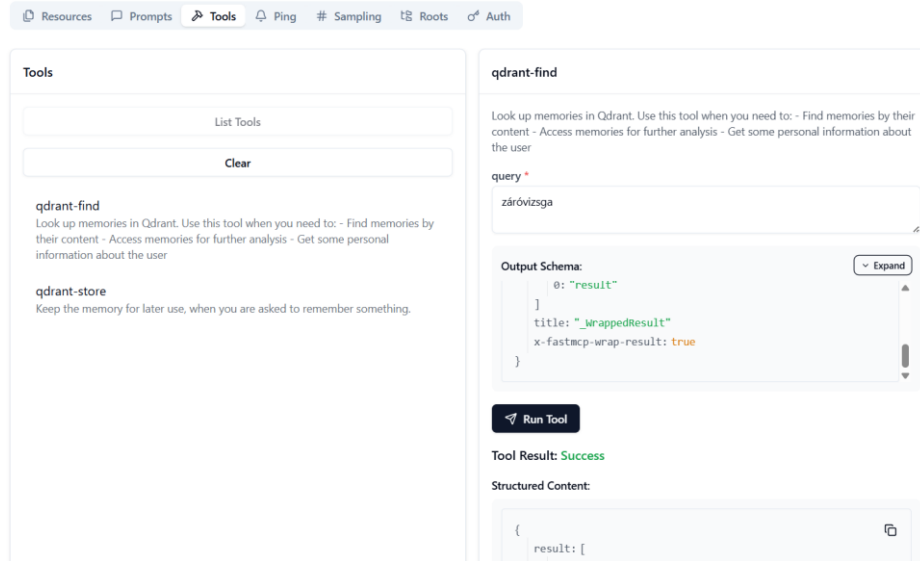 Resources Prompts Tools Ping Sampling Roots Auth
Tools
List Tools
Clear
qdrant-find
Look up memories in Qdrant. Use this tool when you need to: - Find memories by
their content - Access memories for further analysis - Get some personal
information about the user
qdrant-store
Keep the memory for later use, when you are asked to remember something.
qdrant-find
Look up memories in Qdrant. Use this tool when you need to: - Find memories by their
content - Access memories for further analysis - Get some personal information about
the user
query *
záróvizsga
Output Schema:
Expand
0: "result"
]
title: "_WrappedResult"
x-fastmcp-wrap-result: true
}
Run Tool
Tool Result: Success
Structured Content:
{
result: [